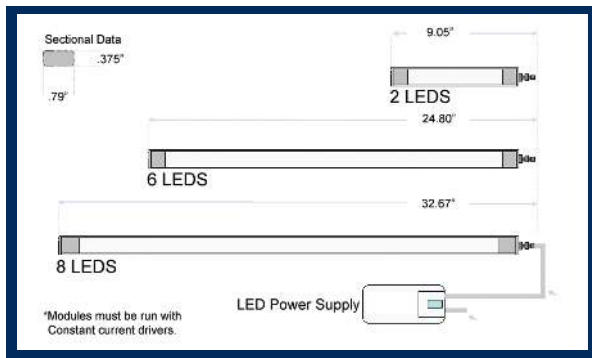 Sectional Data
.375"
.79"
9.05"
2 LEDS
24.80"
6 LEDS
32.67"
8 LEDS
LED Power Supply
*Modules must be run with
Constant current drivers.